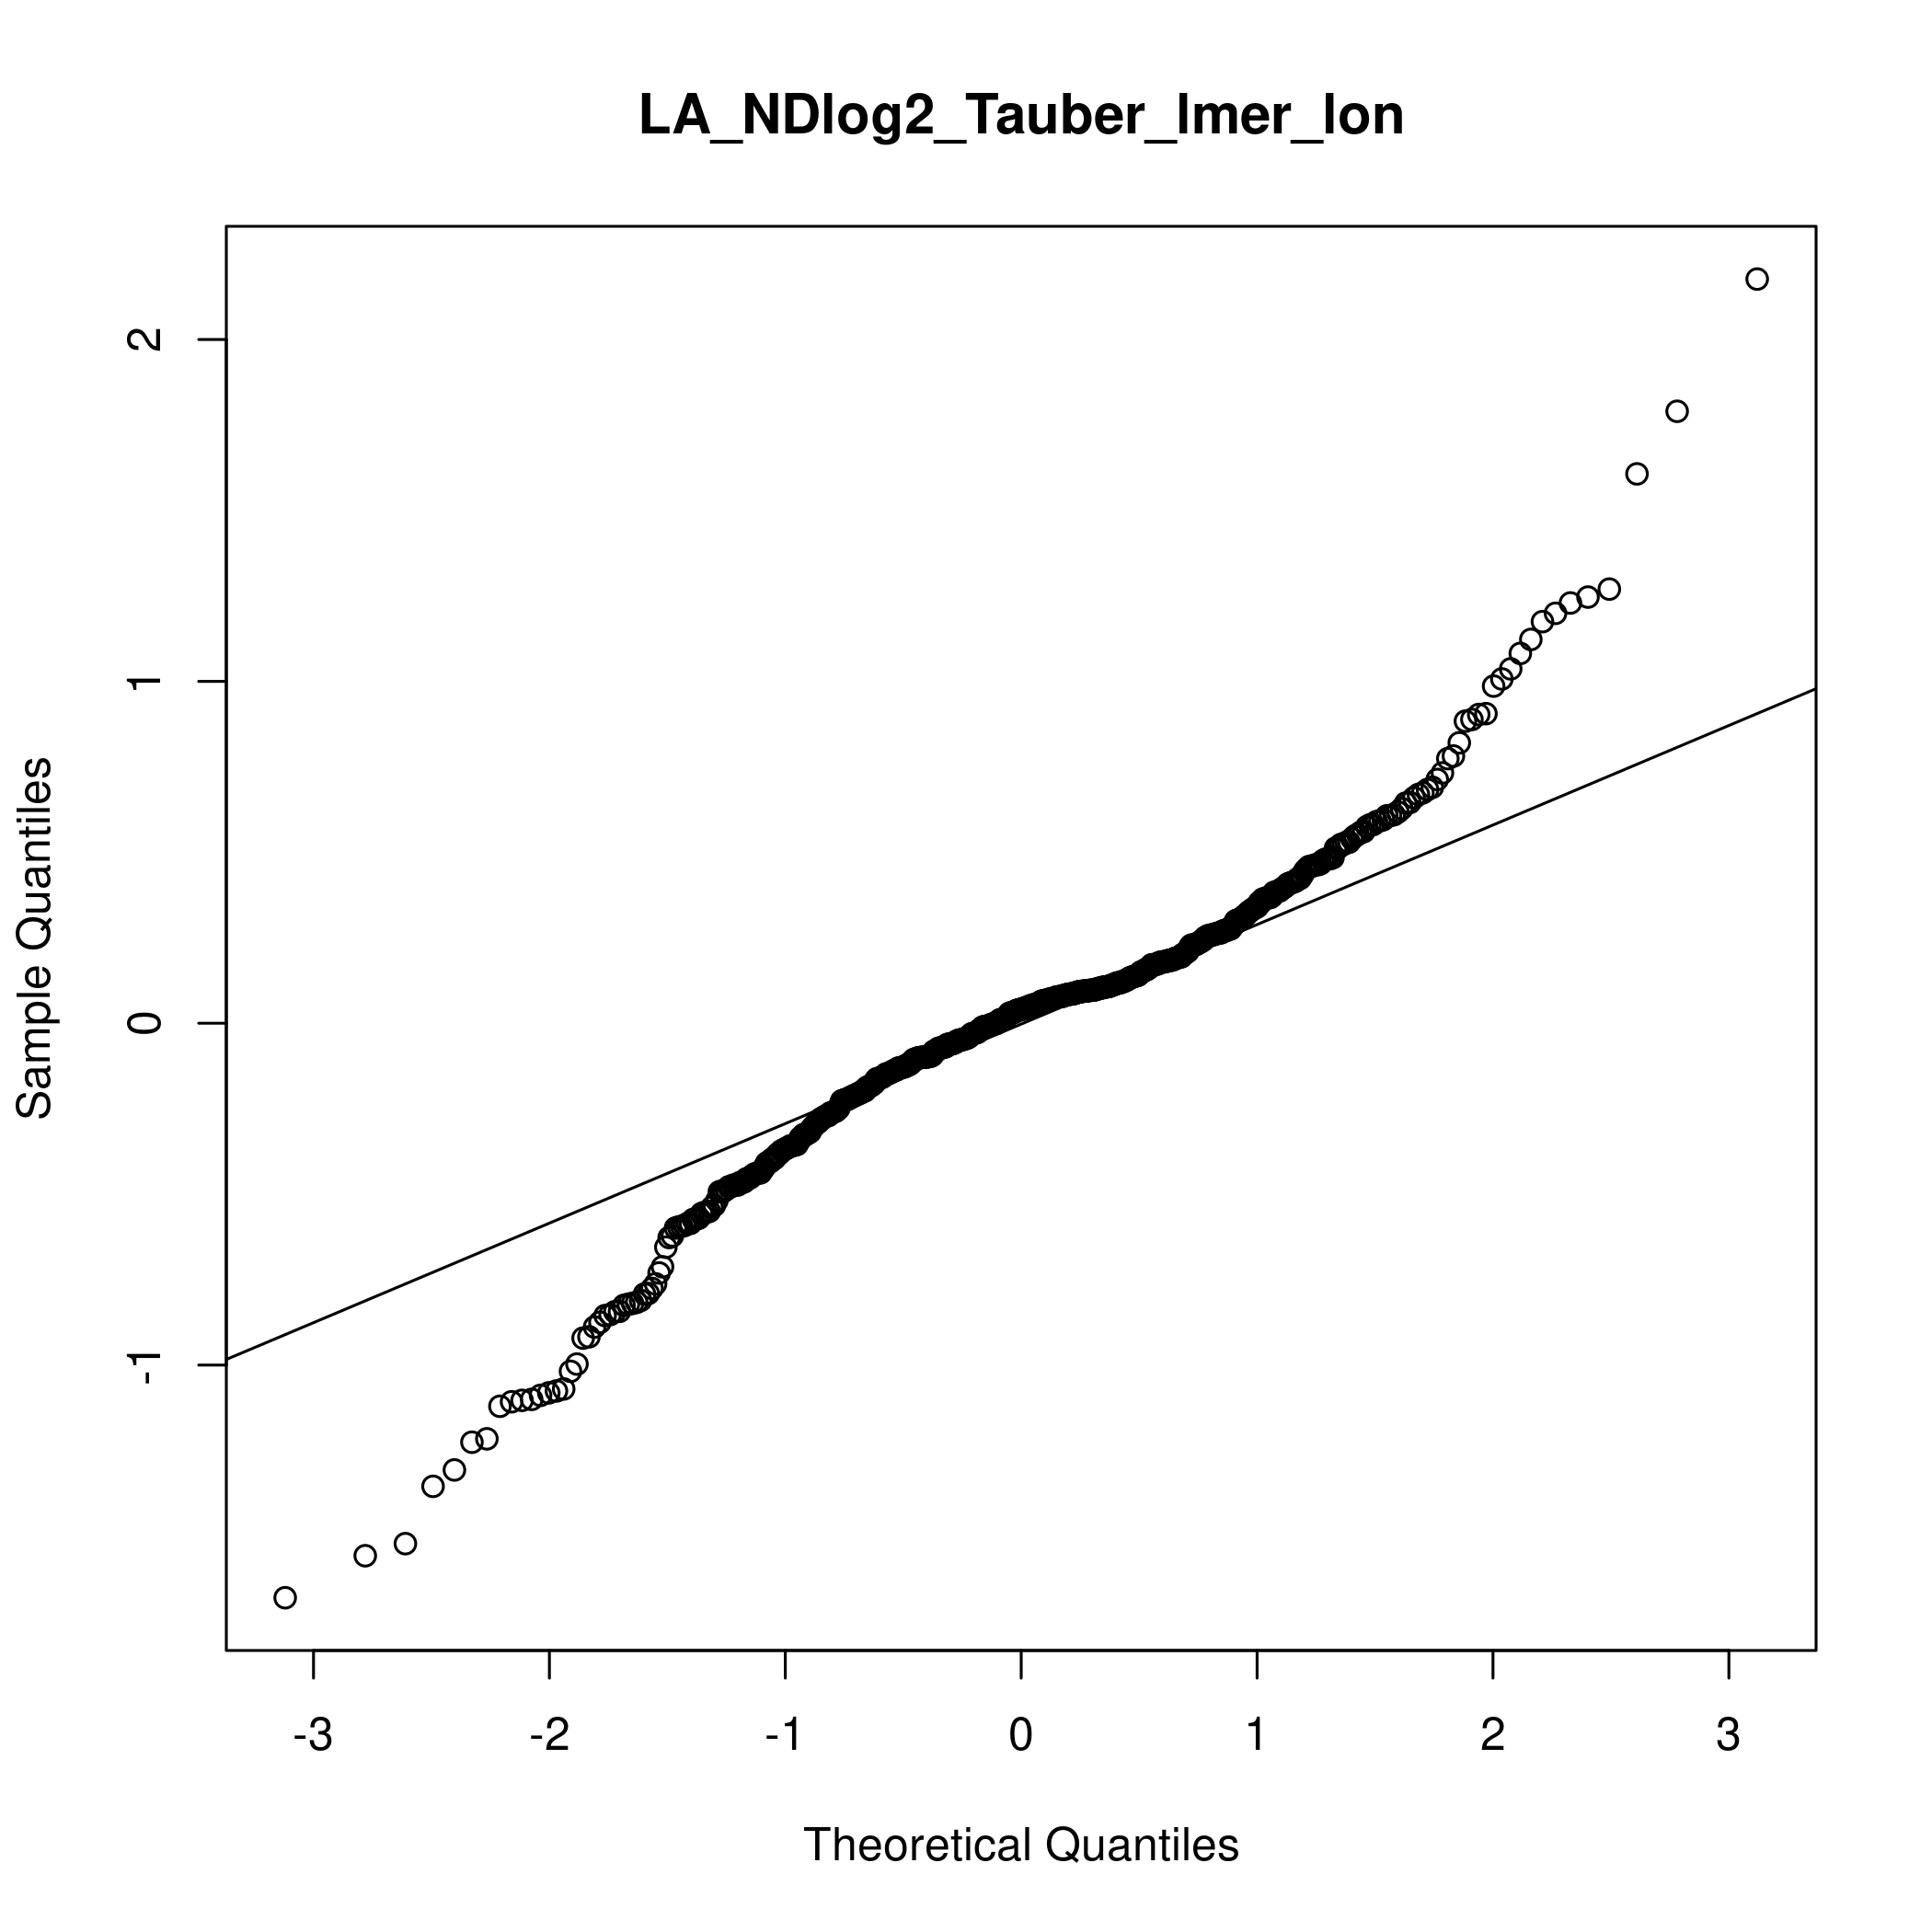 LA_NDlog2_Tauber_lmer_lon
Sample Quantiles
2
1
0
-1
-3 -2 -1 0 1 2 3
Theoretical Quantiles